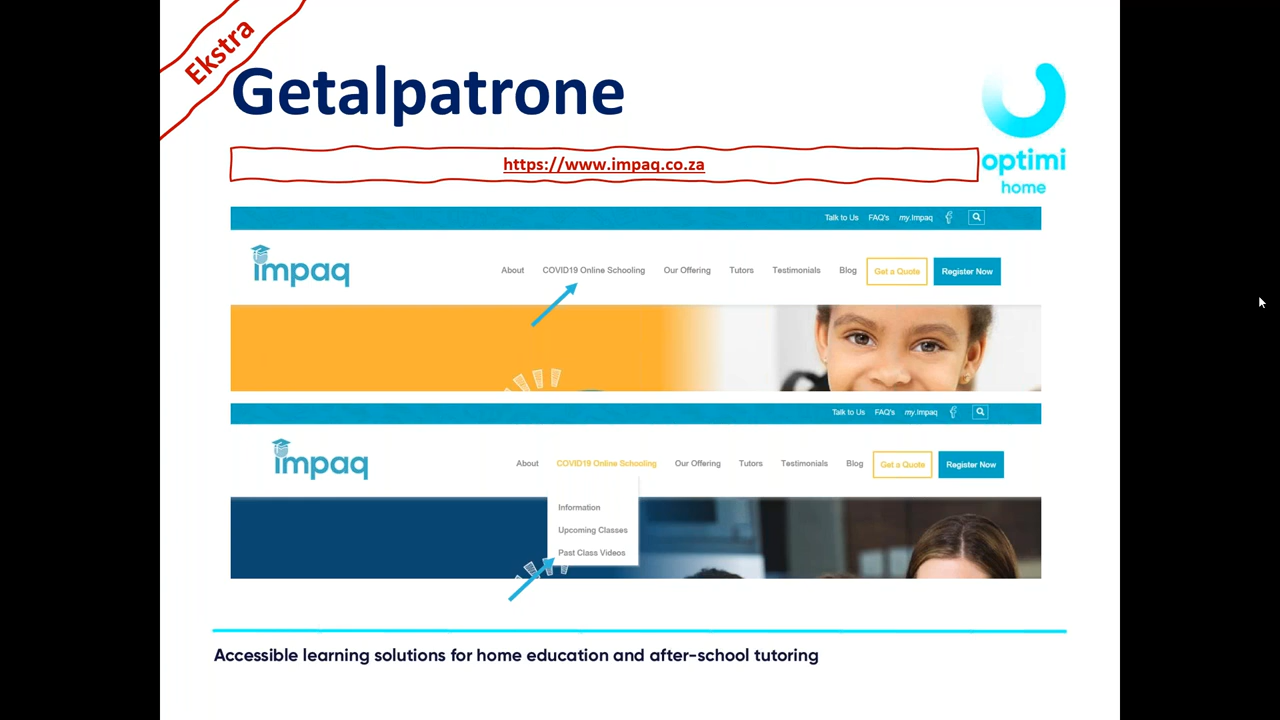 Ekstra
Getalpatrone
https://www.impaq.co.za
optimi
home
Talk to Us FAQ's my.Impaq
impaq
About COVID19 Online Schooling Our Offering Tutors Testimonials Blog Get a Quote Register Now
Talk to Us FAQ's my.Impaq
impaq
About COVID19 Online Schooling Our Offering Tutors Testimonials Blog Get a Quote Register Now
Information
Upcoming Classes
Past Class Videos
Accessible learning solutions for home education and after-school tutoring